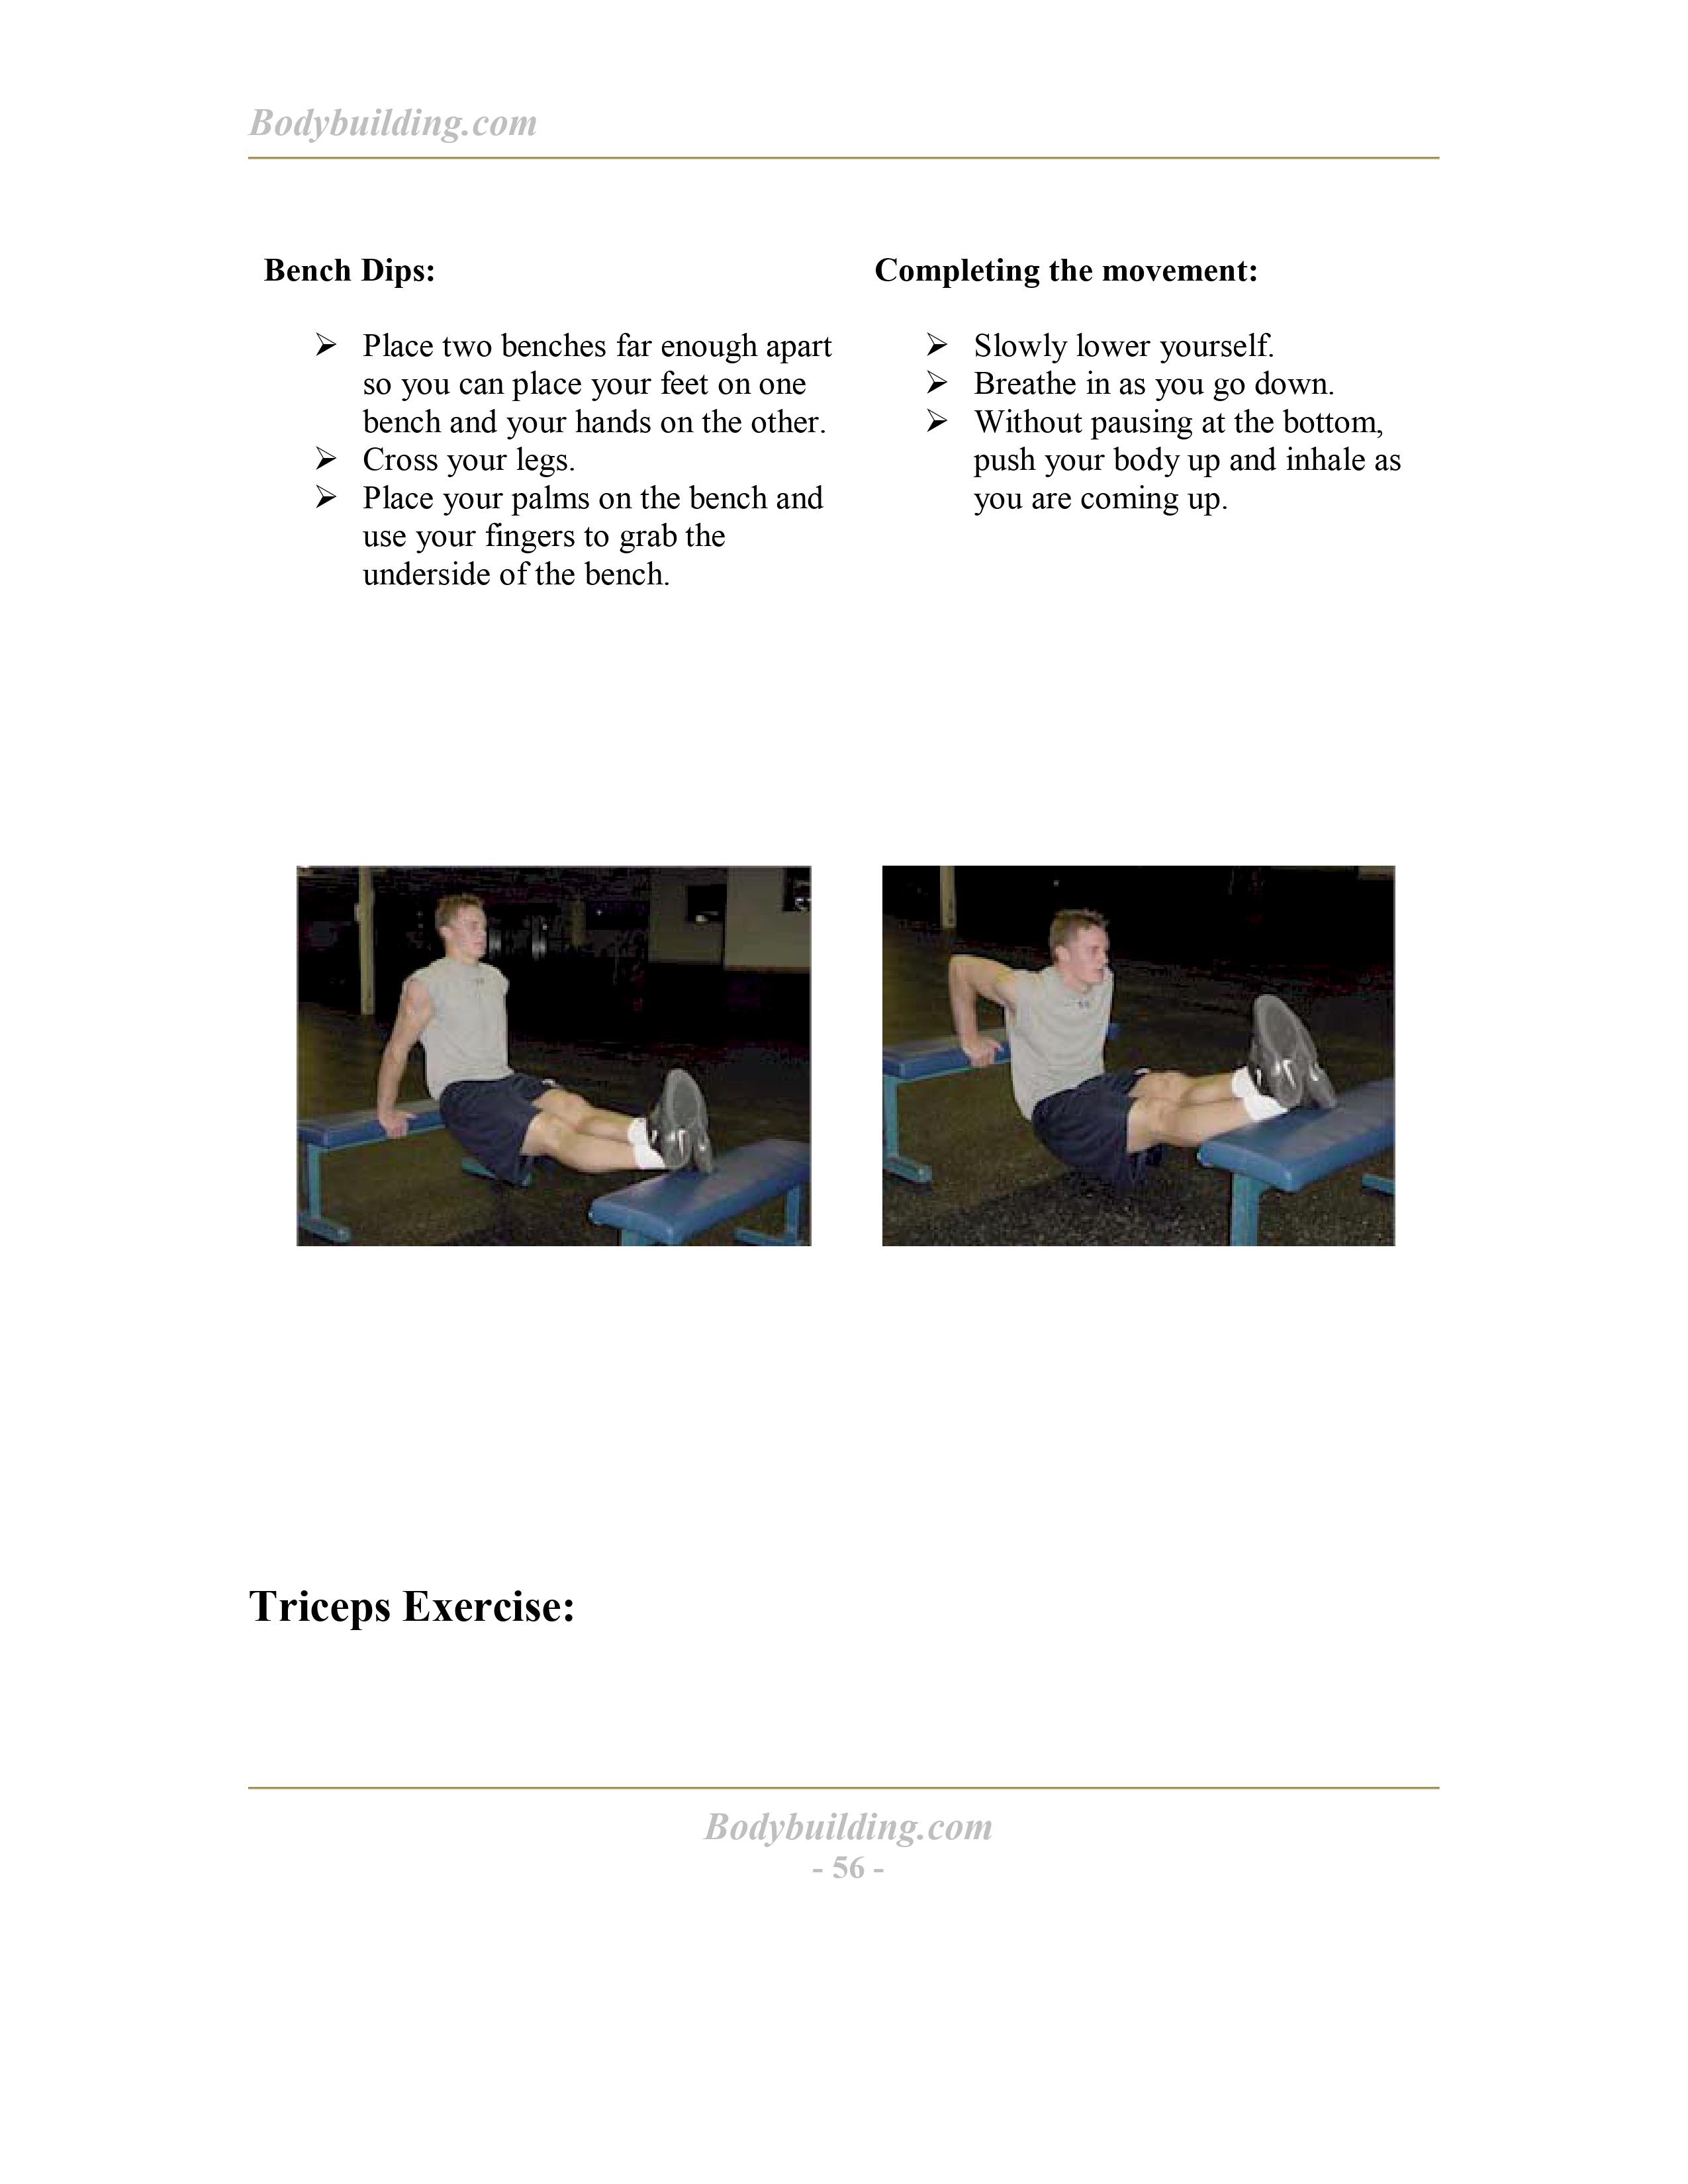 Bodybuilding.com
Bench Dips:
➢ Place two benches far enough apart
so you can place your feet on one
bench and your hands on the other.
➢ Cross your legs.
➢ Place your palms on the bench and
use your fingers to grab the
underside of the bench.
Completing the movement:
➢ Slowly lower yourself.
➢ Breathe in as you go down.
➢ Without pausing at the bottom,
push your body up and inhale as
you are coming up.
Triceps Exercise:
Bodybuilding.com
- 56 -